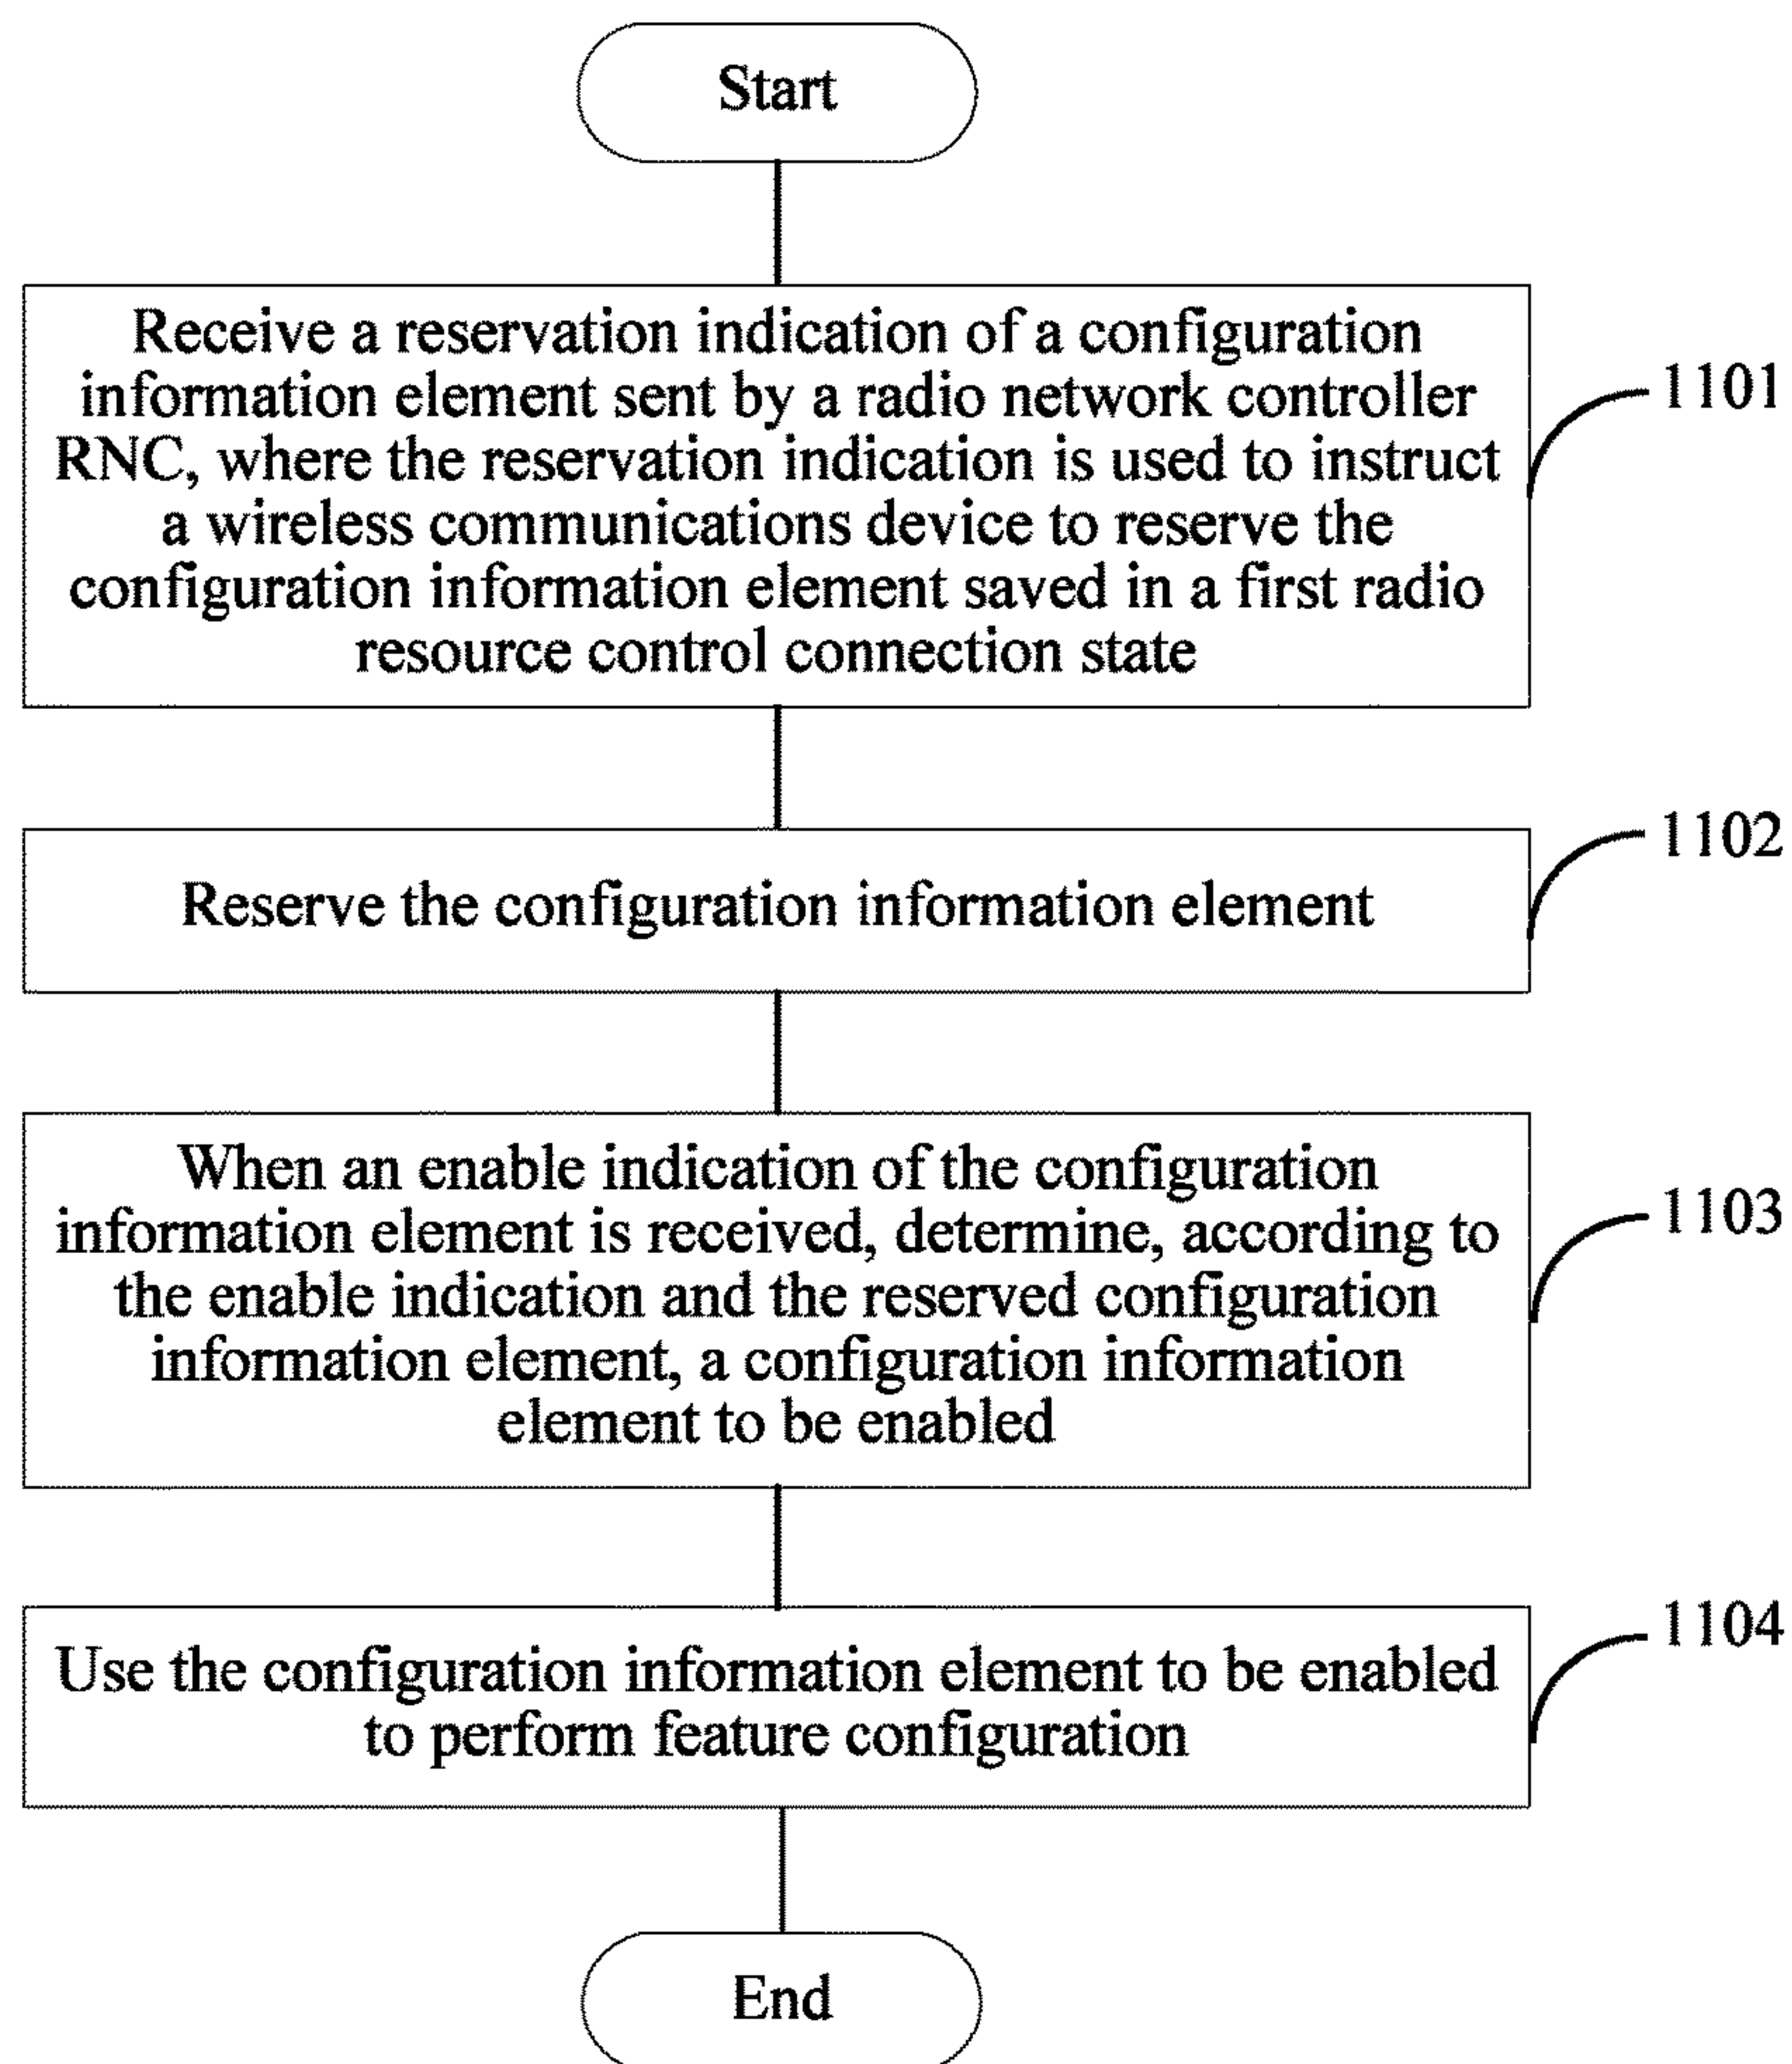 Start
Receive a reservation indication of a configuration
information element sent by a radio network controller
RNC, where the reservation indication is used to instruct
a wireless communications device to reserve the
configuration information element saved in a first radio
resource control connection state
1101
Reserve the configuration information element
1102
When an enable indication of the configuration
information element is received, determine, according to
the enable indication and the reserved configuration
information element, a configuration information
element to be enabled
1103
Use the configuration information element to be enabled
to perform feature configuration
1104
End